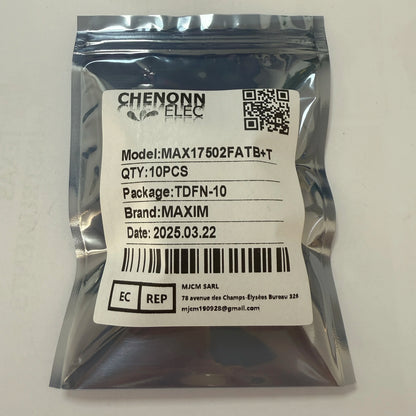 CHENONN
ELEC
Model:MAX17502FATB+T
QTY:10PCS
Package:TDFN-10
Brand:MAXIM
Date: 2025.03.22
EC REP
MJCM SARL
78 avenue des Champs-Élysées Bureau 326
mjcm190928@gmail.com